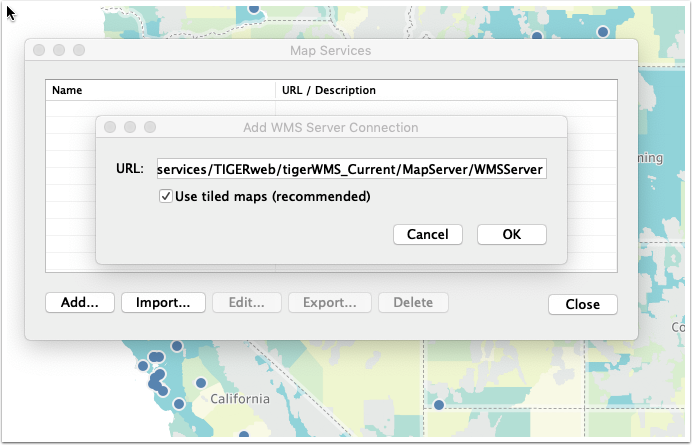 Map Services
Name URL / Description
Add WMS Server Connection
URL: services/TIGERweb/tigerWMS_Current/MapServer/WMSServer
Use tiled maps (recommended)
Cancel OK
Add... Import... Edit... Export... Delete Close
ming
Co
California